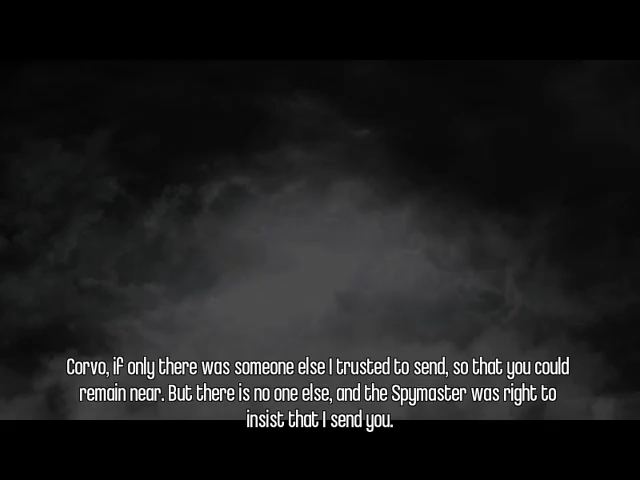 Corvo, if only there was someone else I trusted to send, so that you could
remain near. But there is no one else, and the Spymaster was right to
insist that I send you.